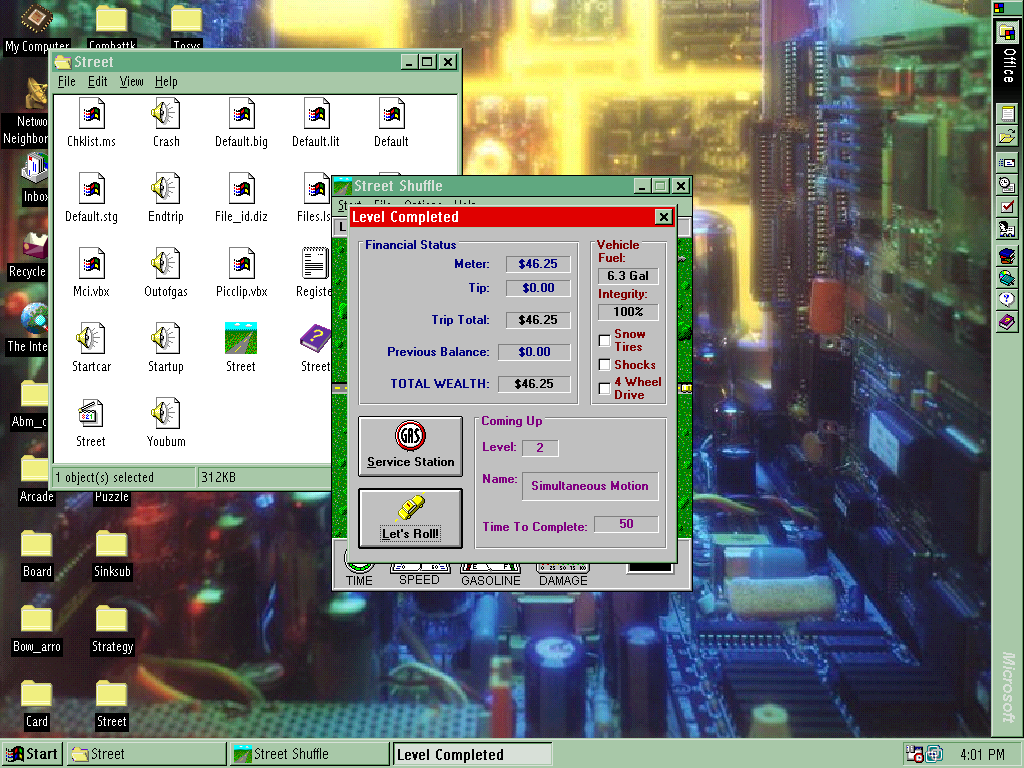 My Computer
Combattk
Tosys
Network
Neighbor
Inbox
Recycle
The Inte
Abm_c
Arcade
Puzzle
Board
Sinksub
Bow_arro
Strategy
Card
Street
Street
File Edit View Help
Chklist.ms
Crash
Default.big
Default.lit
Default
Default.stg
Endtrip
File_id.diz
Files.ls
Mci.vbx
Outofgas
Picclip.vbx
Registe
Startcar
Startup
Street
Street
Street
Youbum
1 object(s) selected
312KB
Street Shuffle
Start File Options Help
L
Level Completed
Financial Status
Meter: $46.25
Tip: $0.00
Trip Total: $46.25
Previous Balance: $0.00
TOTAL WEALTH: $46.25
Vehicle
Fuel:
6.3 Gal
Integrity:
100%
Snow
Tires
Shocks
4 Wheel
Drive
GAS
Service Station
Let's Roll!
Coming Up
Level: 2
Name: Simultaneous Motion
Time To Complete: 50
TIME
SPEED
GASOLINE
DAMAGE
Office
Microsoft
Start
Street
Street Shuffle
Level Completed
4:01 PM